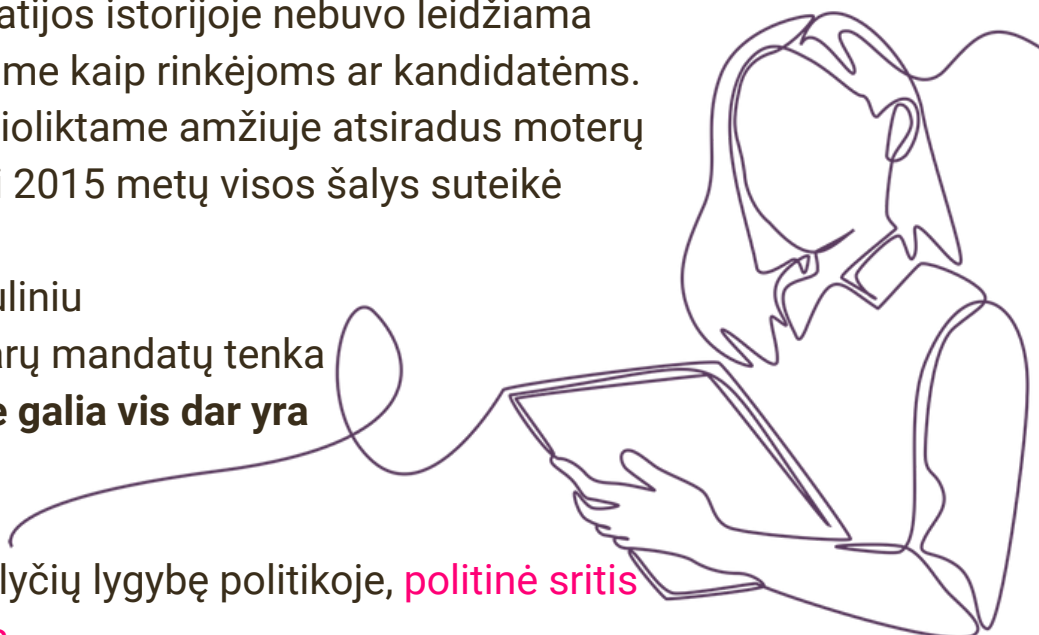 atijos istorijoje nebuvo leidžiama
me kaip rinkėjoms ar kandidatėms.
ioliktame amžiuje atsiradus moterų
i 2015 metų visos šalys suteikė
uliniu
arų mandatų tenka
e galia vis dar yra
lyčių lygybę politikoje, politinė sritis